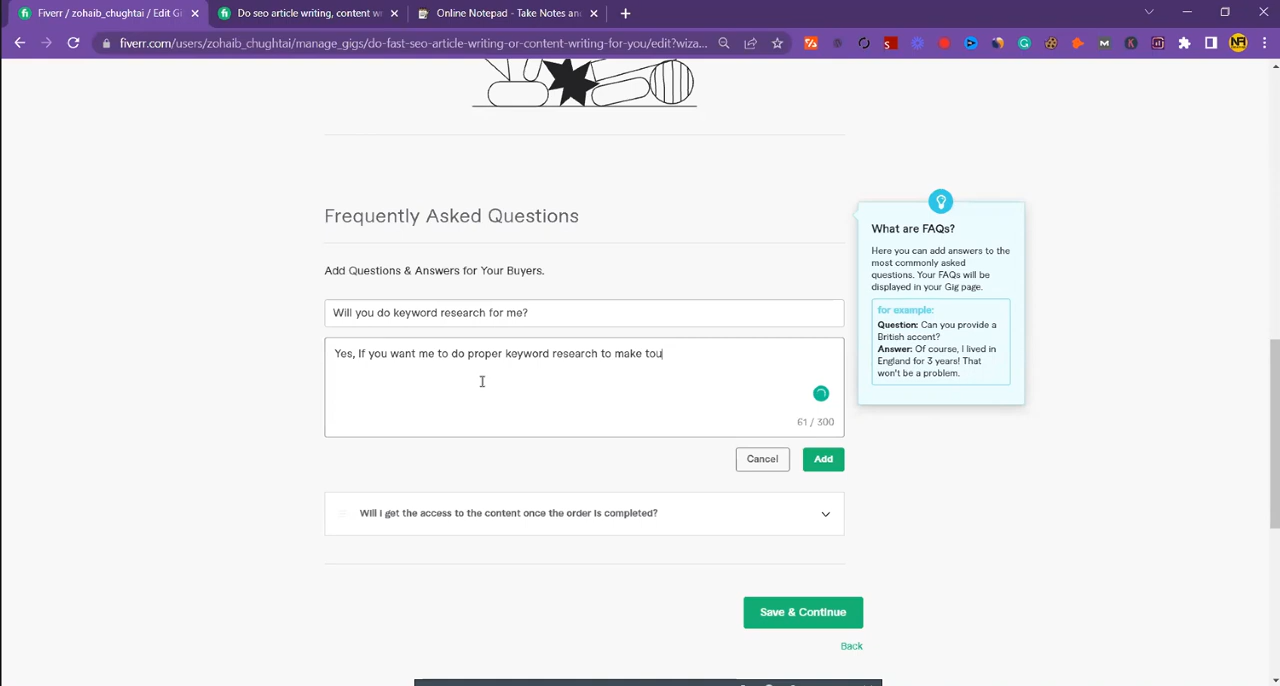 Fiverr / zohaib_chughtai / Edit Gi
Do seo article writing, content w
Online Notepad - Take Notes an
fiverr.com/users/zohaib_chughtai/manage_gigs/do-fast-seo-article-writing-or-content-writing-for-you/edit?wiza...
Frequently Asked Questions
Add Questions & Answers for Your Buyers.
Will you do keyword research for me?
Yes, If you want me to do proper keyword research to make tou
61 / 300
Cancel
Add
Will I get the access to the content once the order is completed?
Save & Continue
Back
What are FAQs?
Here you can add answers to the
most commonly asked
questions. Your FAQs will be
displayed in your Gig page.
for example:
Question: Can you provide a
British accent?
Answer: Of course, I lived in
England for 3 years! That
won't be a problem.